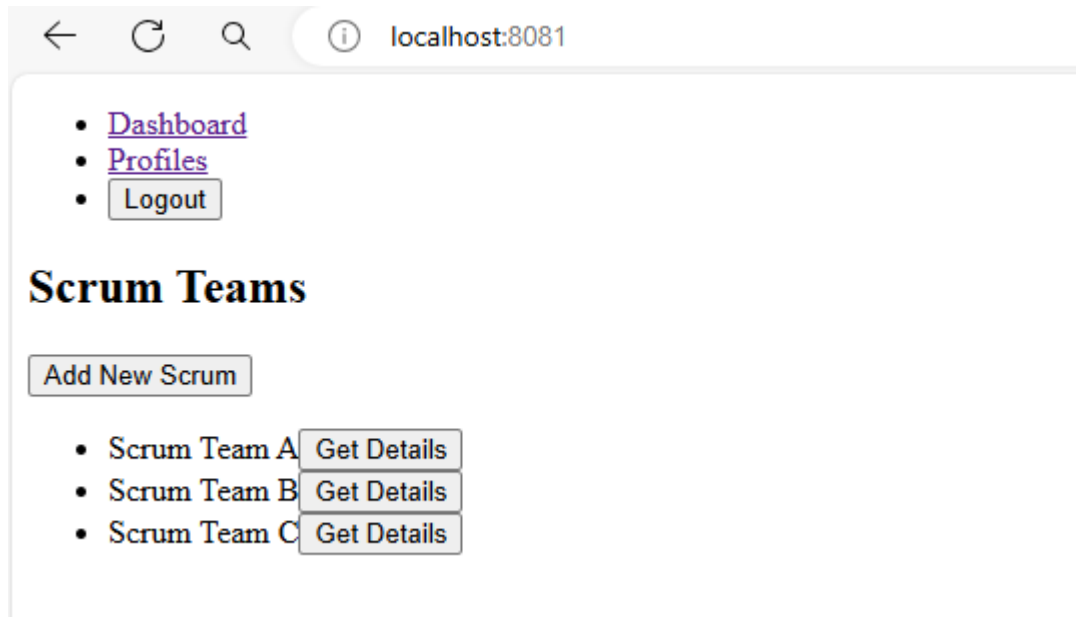 localhost:8081
Dashboard
Profiles
Logout
Scrum Teams
Add New Scrum
Scrum Team A Get Details
Scrum Team B Get Details
Scrum Team C Get Details